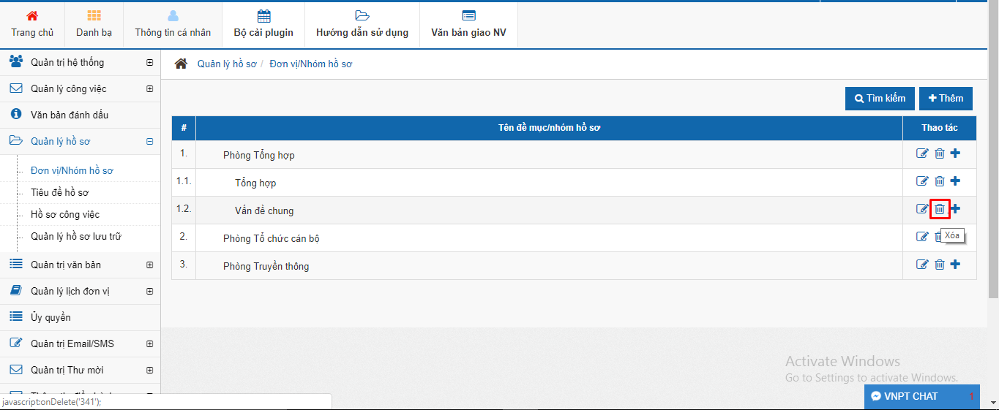 Trang chủ
Danh bạ
Thông tin cá nhân
Bộ cài plugin
Hướng dẫn sử dụng
Văn bản giao NV
Quản trị hệ thống
Quản lý công việc
Văn bản đánh dấu
Quản lý hồ sơ
Đơn vị/Nhóm hồ sơ
Tiêu đề hồ sơ
Hồ sơ công việc
Quản lý hồ sơ lưu trữ
Quản trị văn bản
Quản lý lịch đơn vị
Ủy quyền
Quản trị Email/SMS
Quản trị Thư mời
javascript:onDelete('341');
Quản lý hồ sơ / Đơn vị/Nhóm hồ sơ
Tìm kiếm
Thêm
# Tên đề mục/nhóm hồ sơ Thao tác
1. Phòng Tổng hợp
1.1. Tổng hợp
1.2. Vấn đề chung
Xóa
2. Phòng Tổ chức cán bộ
3. Phòng Truyền thông
Activate Windows
Go to Settings to activate Windows.
VNPT CHAT 1